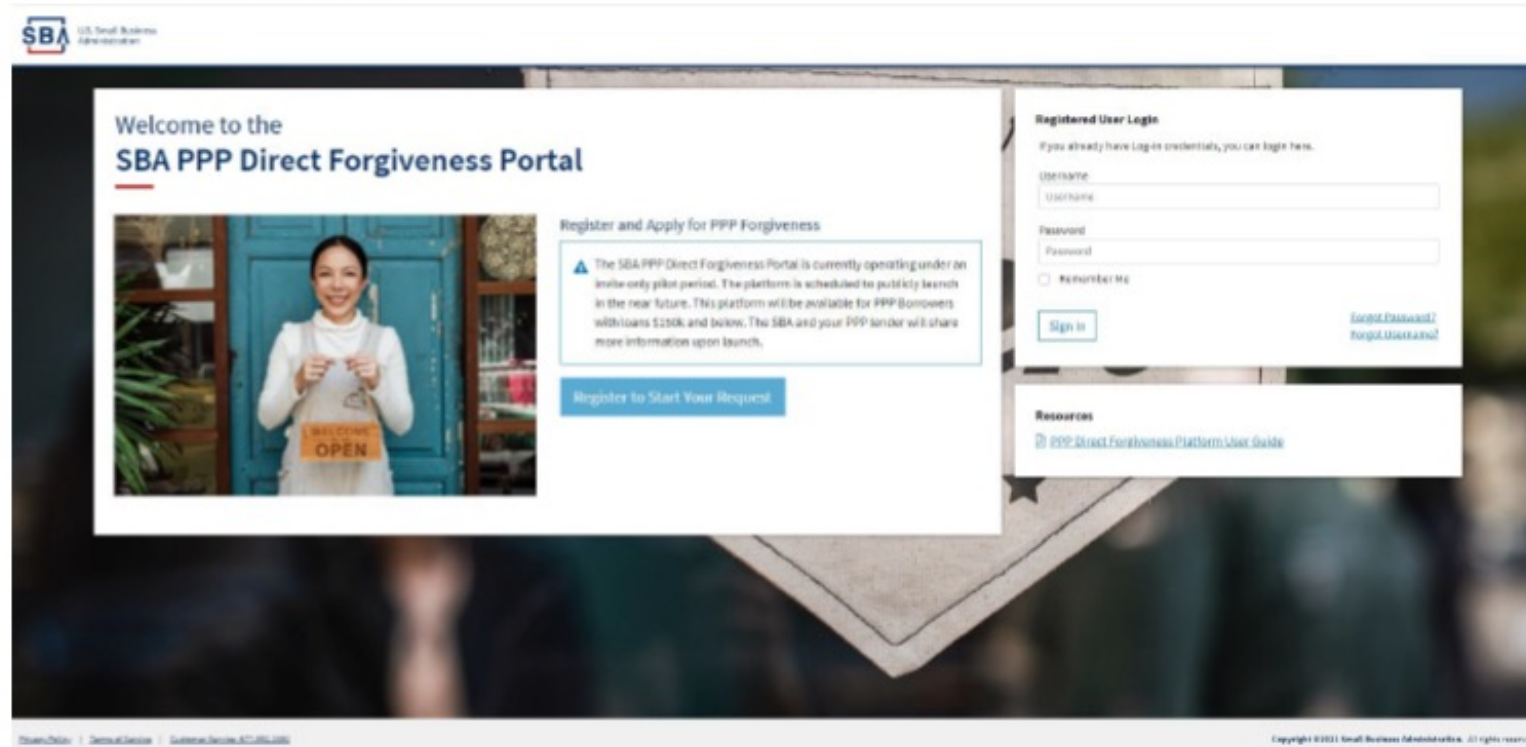 SBA
U.S. Small Business
Administration
Welcome to the
SBA PPP Direct Forgiveness Portal
WELCOME
OPEN
Register and Apply for PPP Forgiveness
The SBA PPP Direct Forgiveness Portal is currently operating under an
invite-only pilot period. The platform is scheduled to publicly launch
in the near future. This platform will be available for PPP Borrowers
with loans $150k and below. The SBA and your PPP lender will share
more information upon launch.
Register to Start Your Request
Registered User Login
If you already have Log-in credentials, you can login here.
Username
Username
Password
Password
Remember Me
Sign in
Forgot Password?
Forgot Username?
Resources
PPP Direct Forgiveness Platform User Guide
Privacy Policy | Terms of Service | Customer Service
Copyright ©2021 Small Business Administration. All rights